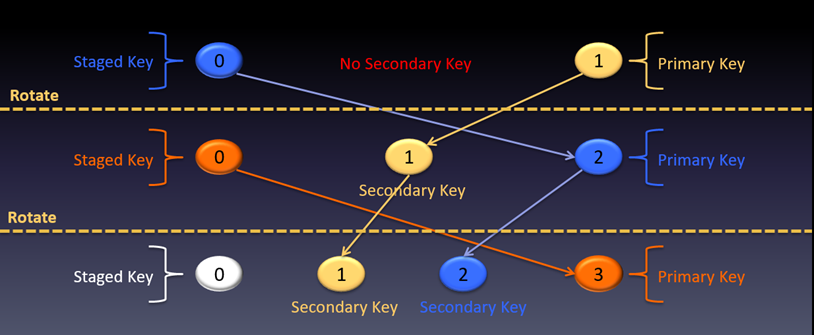 Staged Key 0 No Secondary Key 1 Primary Key
Rotate
Staged Key 0 1 2 Primary Key
Secondary Key
Rotate
Staged Key 0 1 2 3 Primary Key
Secondary Key Secondary Key